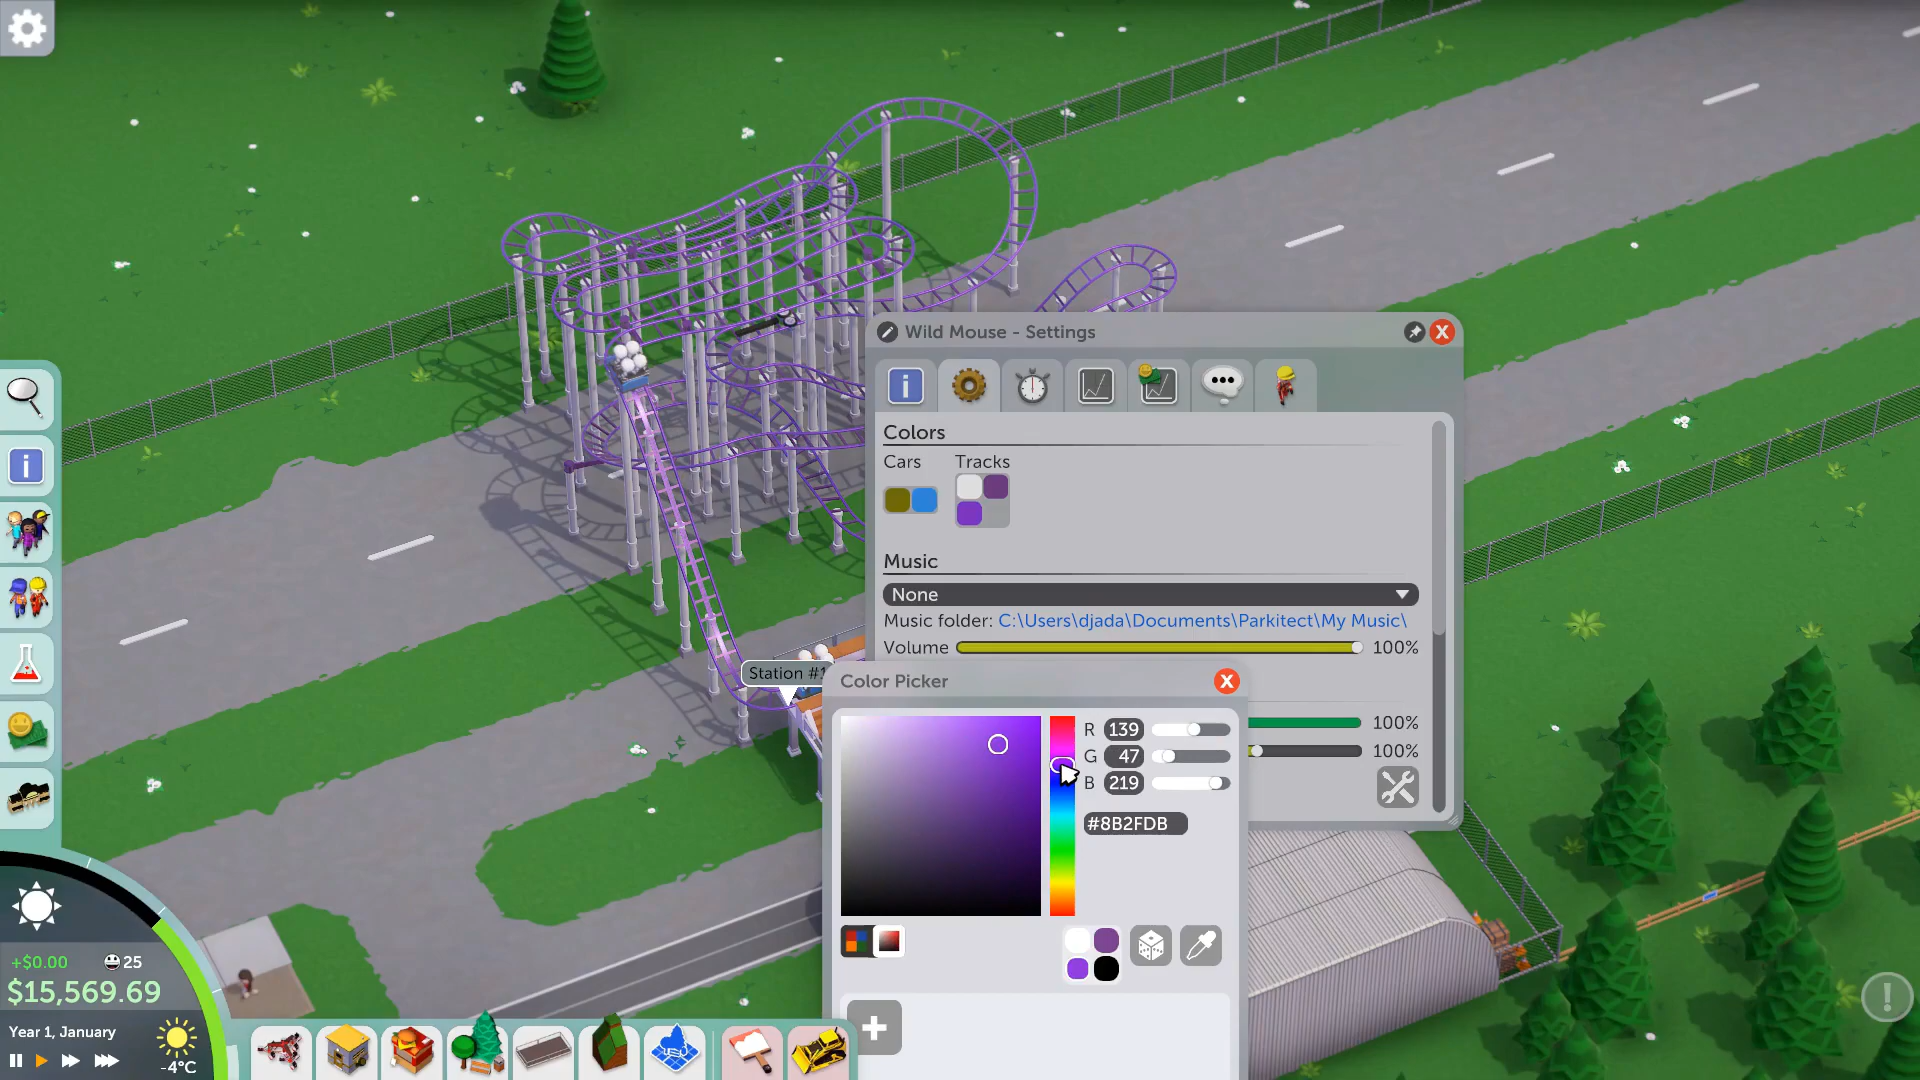 Wild Mouse - Settings
Colors
Cars
Tracks
Music
None
Music folder: C:\Users\djada\Documents\Parkitect\My Music\
Volume
100%
Station #1
100%
100%
Color Picker
R 139
G 47
B 219
#8B2FDB
+$0.00
25
$15,569.69
Year 1, January
-4°C